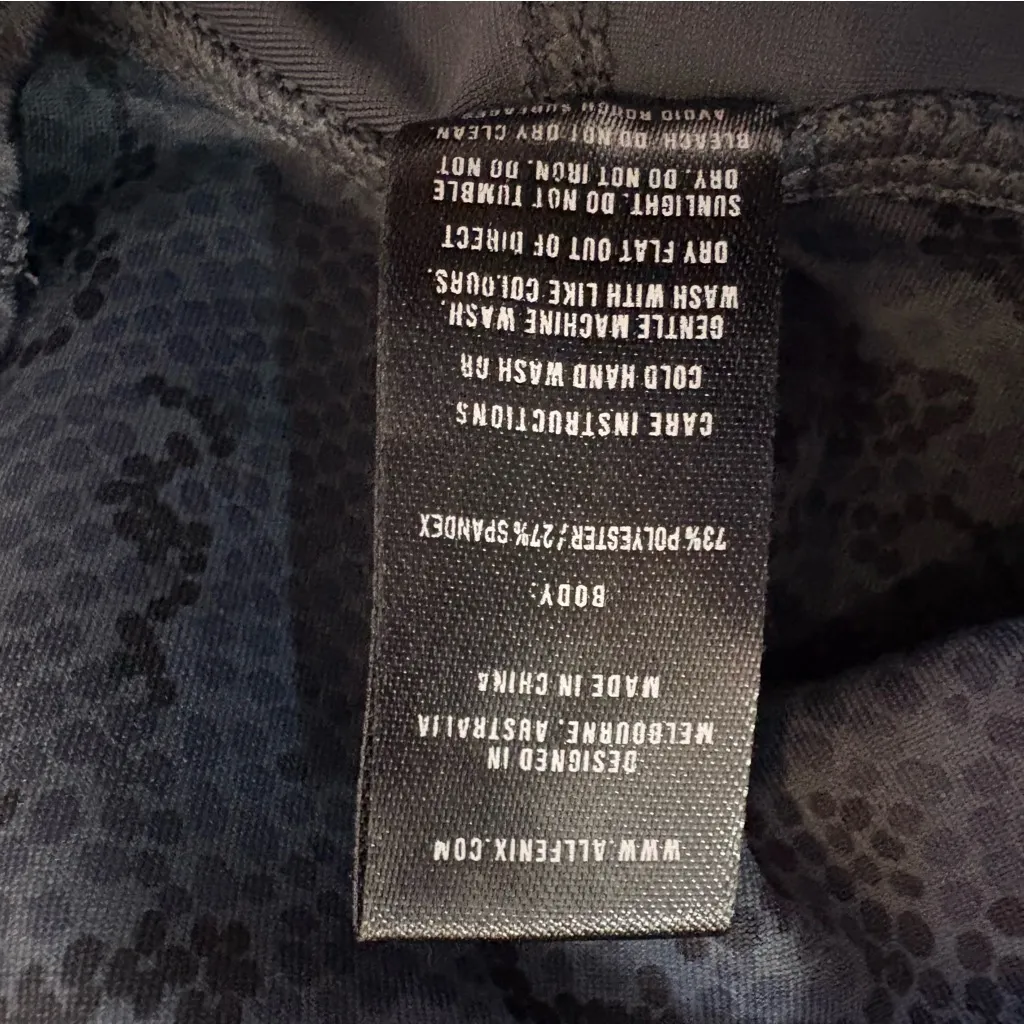 WWW.ALLFENIX.COM
DESIGNED IN
MELBOURNE, AUSTRALIA
MADE IN CHINA
BODY:
73% POLYESTER / 27% SPANDEX
CARE INSTRUCTIONS
COLD HAND WASH OR
GENTLE MACHINE WASH.
WASH WITH LIKE COLOURS.
DRY FLAT OUT OF DIRECT
SUNLIGHT. DO NOT TUMBLE
DRY. DO NOT IRON. DO NOT
BLEACH. DO NOT DRY CLEAN.
AVOID ROUGH SURFACES